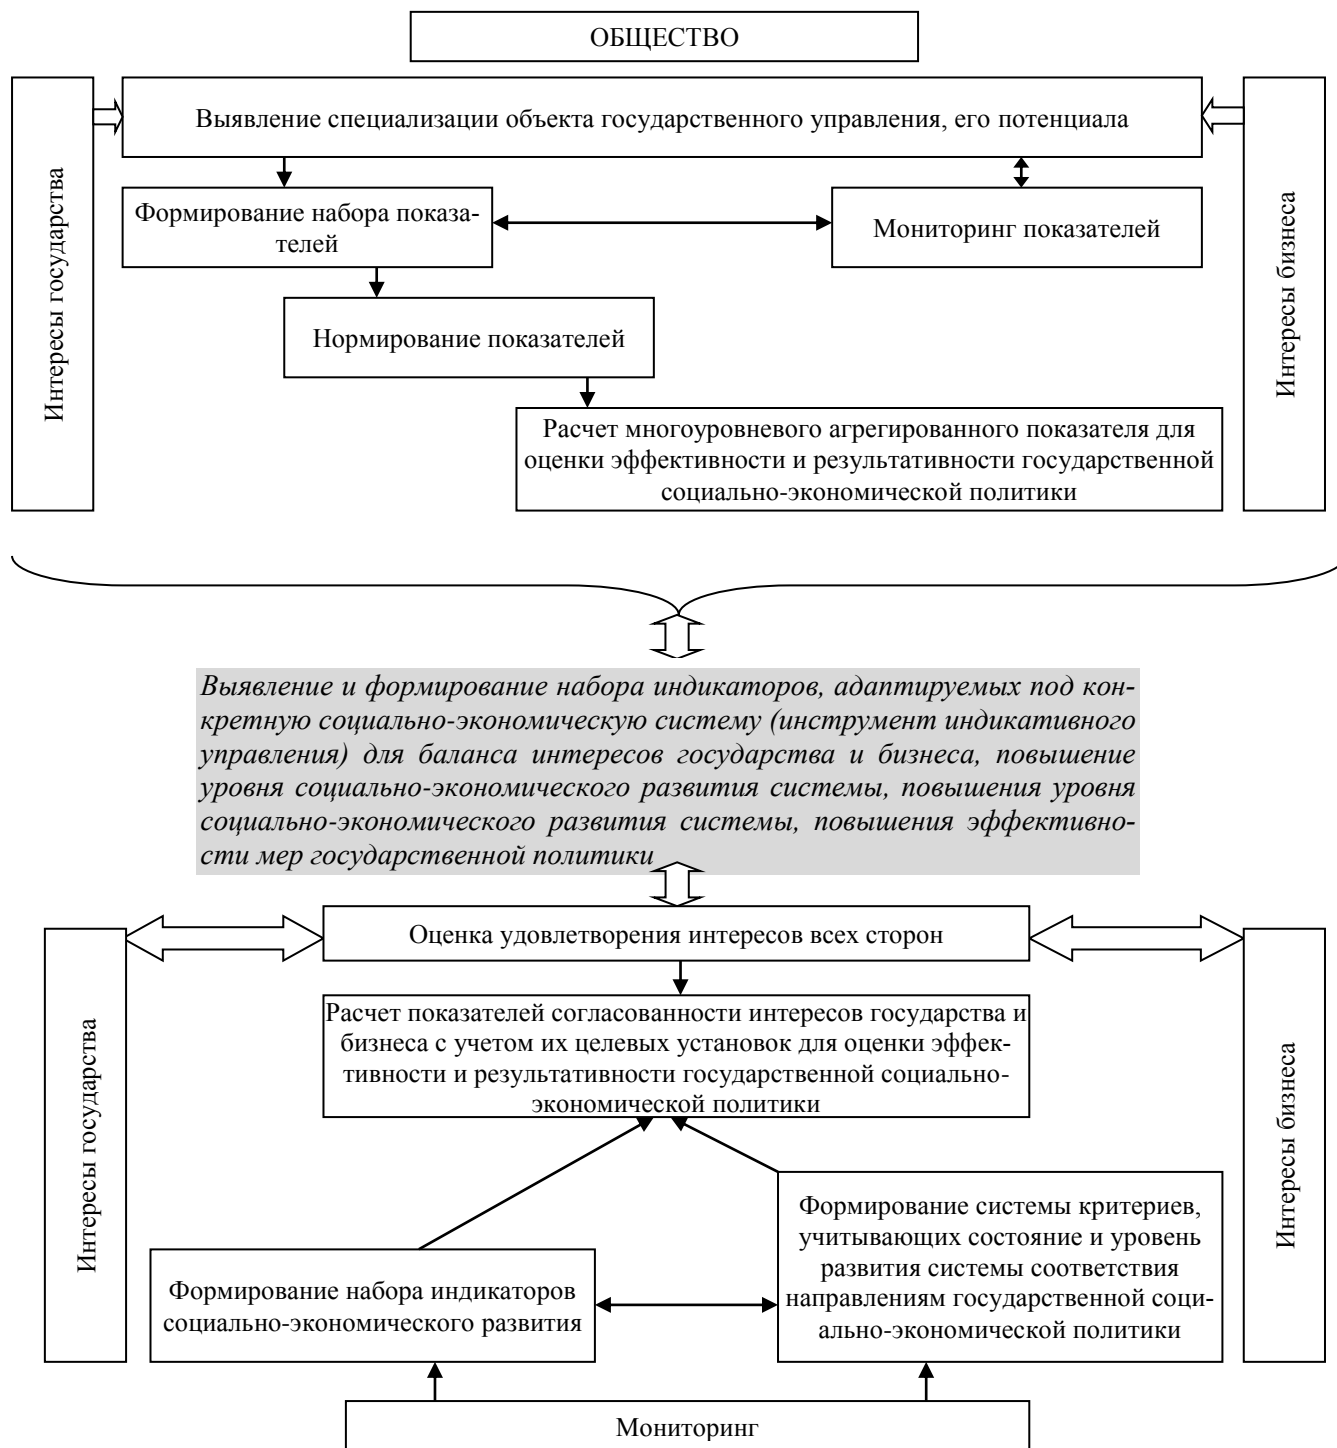 ОБЩЕСТВО
Интересы государства
Выявление специализации объекта государственного управления, его потенциала
Интересы бизнеса
Формирование набора показа-
телей
Мониторинг показателей
Нормирование показателей
Расчет многоуровневого агрегированного показателя для
оценки эффективности и результативности государственной
социально-экономической политики
Выявление и формирование набора индикаторов, адаптируемых под кон-
кретную социально-экономическую систему (инструмент индикативного
управления) для баланса интересов государства и бизнеса, повышение
уровня социально-экономического развития системы, повышения уровня
социально-экономического развития системы, повышения эффективно-
сти мер государственной политики
Интересы государства
Оценка удовлетворения интересов всех сторон
Интересы бизнеса
Расчет показателей согласованности интересов государства и
бизнеса с учетом их целевых установок для оценки эффек-
тивности и результативности государственной социально-
экономической политики
Формирование набора индикаторов
социально-экономического развития
Формирование системы критериев,
учитывающих состояние и уровень
развития системы соответствия
направлениям государственной соци-
ально-экономической политики
Мониторинг